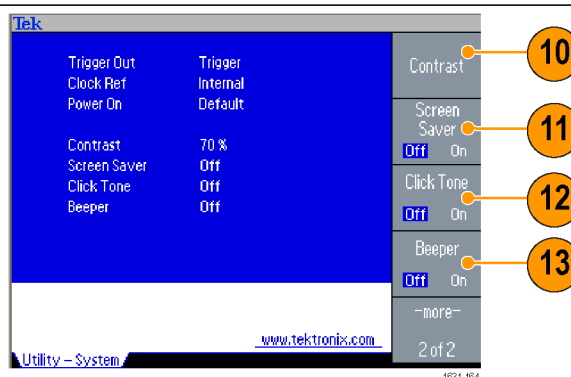 Tek
Trigger Out Trigger
Clock Ref Internal
Power On Default
Contrast 70 %
Screen Saver Off
Click Tone Off
Beeper Off
www.tektronix.com
Utility – System
Contrast
Screen
Saver
Off On
Click Tone
Off On
Beeper
Off On
-more-
2 of 2
10
11
12
13